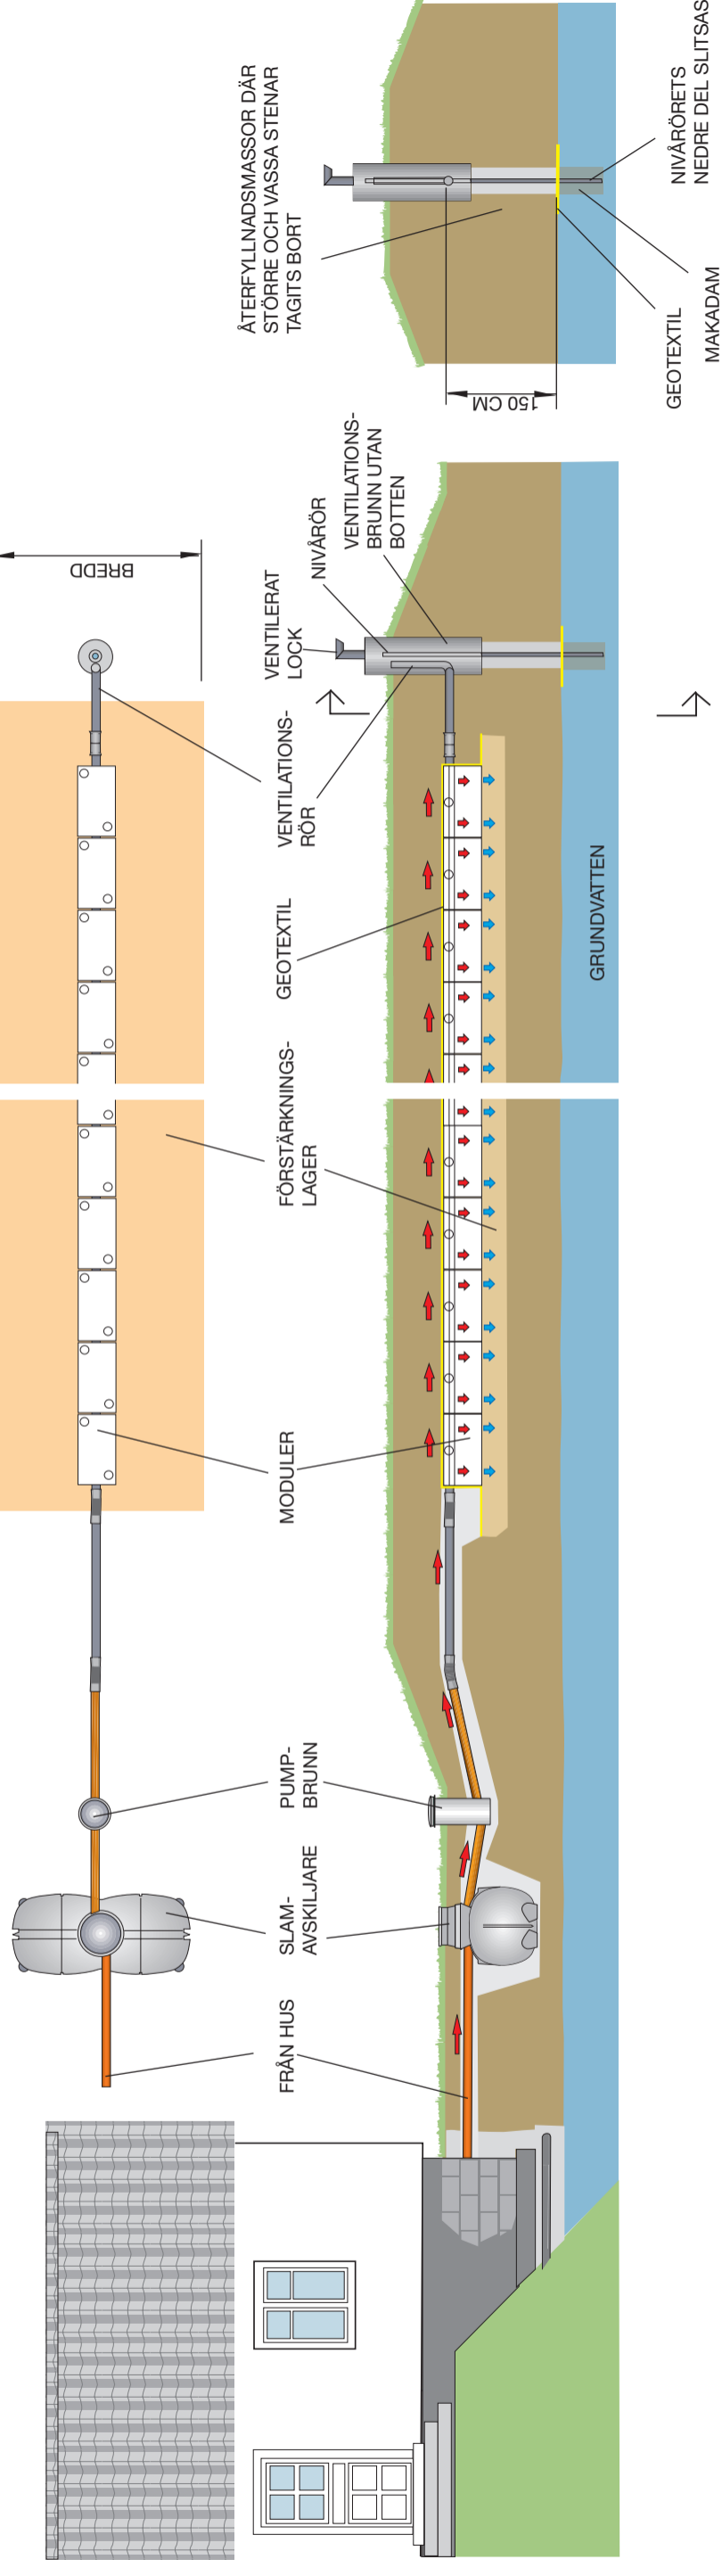 FRÅN HUS
SLAM-
AVSKILJARE
PUMP-
BRUNN
MODULER
FÖRSTÄRKNINGS-
LAGER
GEOTEXTIL
VENTILATIONS-
RÖR
VENTILERAT
LOCK
NIVÅRÖR
VENTILATIONS-
BRUNN UTAN
BOTTEN
BREDD
GRUNDVATTEN
ÅTERFYLLNADSMASSOR DÄR
STÖRRE OCH VASSA STENAR
TAGITS BORT
150 CM
GEOTEXTIL
MAKADAM
NIVÅRÖRETS
NEDRE DEL SLITSAS